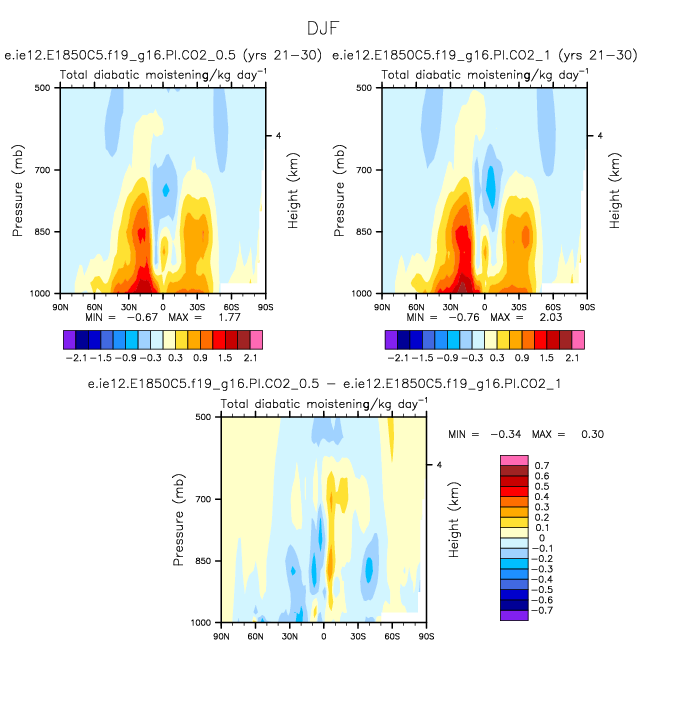 DJF
e.ie12.E1850C5.f19_g16.PI.CO2_0.5 (yrs 21-30) e.ie12.E1850C5.f19_g16.PI.CO2_1 (yrs 21-30)
Total diabatic moistening/kg day⁻¹ Total diabatic moistening/kg day⁻¹
500 500
4 4
700 700
850 850
1000 1000
Pressure (mb) Height (km) Pressure (mb) Height (km)
90N 60N 30N 0 30S 60S 90S 90N 60N 30N 0 30S 60S 90S
MIN = -0.67 MAX = 1.77 MIN = -0.76 MAX = 2.03
-2.1 -1.5 -0.9 -0.3 0.3 0.9 1.5 2.1 -2.1 -1.5 -0.9 -0.3 0.3 0.9 1.5 2.1
e.ie12.E1850C5.f19_g16.PI.CO2_0.5 - e.ie12.E1850C5.f19_g16.PI.CO2_1
Total diabatic moistening/kg day⁻¹
500
4
700
850
1000
Pressure (mb) Height (km)
90N 60N 30N 0 30S 60S 90S
MIN = -0.34 MAX = 0.30
0.7
0.6
0.5
0.4
0.3
0.2
0.1
0
-0.1
-0.2
-0.3
-0.4
-0.5
-0.6
-0.7